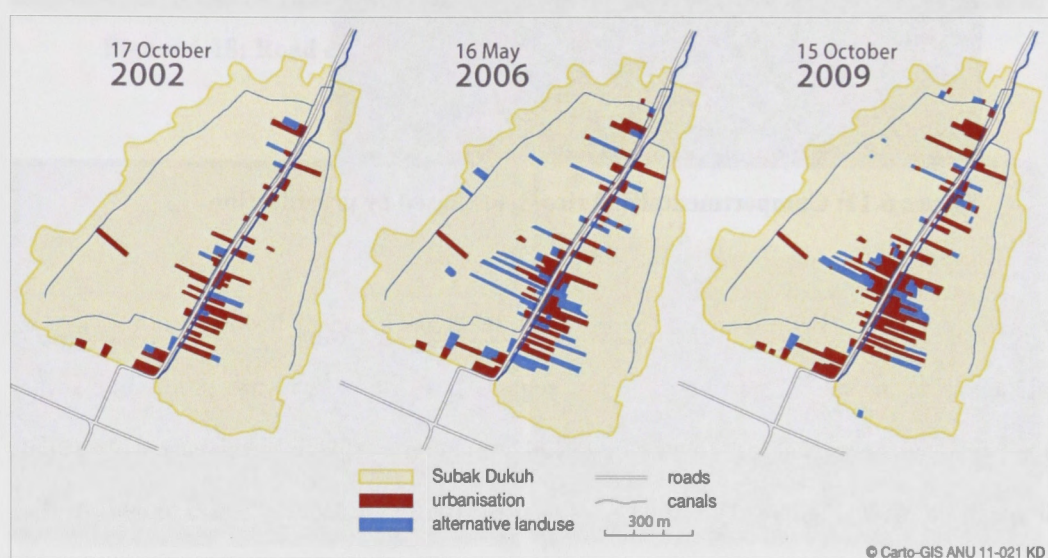 17 October
2002
16 May
2006
15 October
2009
Subak Dukuh
urbanisation
alternative landuse
roads
canals
300 m
© Carto-GIS ANU 11-021 KD